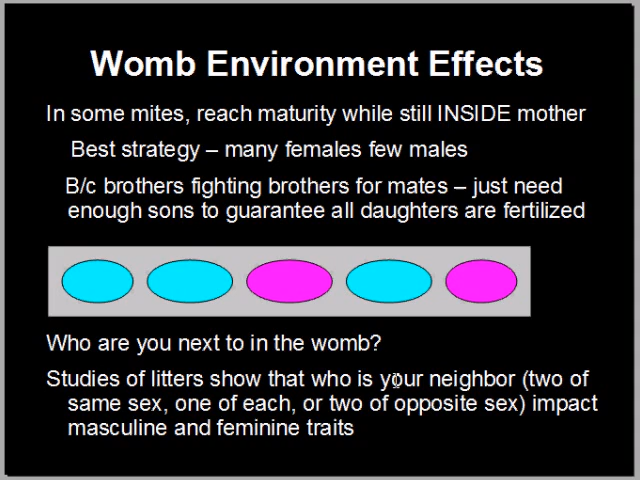 Womb Environment Effects
In some mites, reach maturity while still INSIDE mother
Best strategy – many females few males
B/c brothers fighting brothers for mates – just need
enough sons to guarantee all daughters are fertilized
Who are you next to in the womb?
Studies of litters show that who is your neighbor (two of
same sex, one of each, or two of opposite sex) impact
masculine and feminine traits